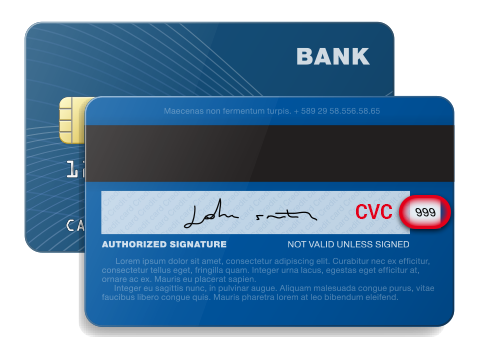 BANK
Maecenas non fermentum turpis. + 589 29 58.556.58.65
John Smith
CVC 999
AUTHORIZED SIGNATURE NOT VALID UNLESS SIGNED
Lorem ipsum dolor sit amet, consectetur adipiscing elit. Curabitur nec ex efficitur,
consectetur tellus eget, fringilla quam. Integer urna lacus, egestas eget efficitur at,
ornare ac ex. Mauris eu placerat sapien.
Integer eu sagittis nunc, in pulvinar augue. Aliquam malesuada congue purus, vitae
faucibus libero congue quis. Mauris pharetra lorem at leo bibendum eleifend.
CA